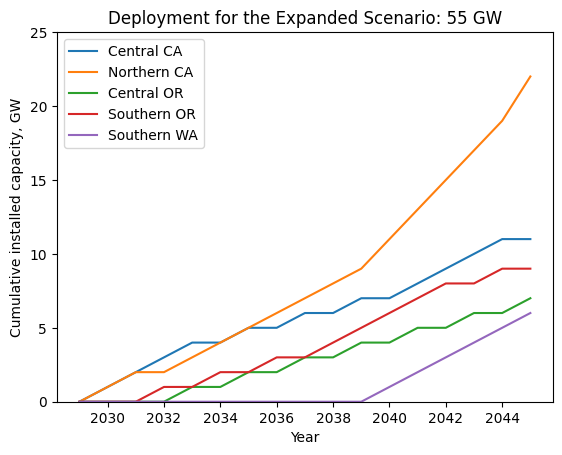 Deployment for the Expanded Scenario: 55 GW
Central CA
Northern CA
Central OR
Southern OR
Southern WA
Cumulative installed capacity, GW
25
20
15
10
5
0
2030 2032 2034 2036 2038 2040 2042 2044
Year